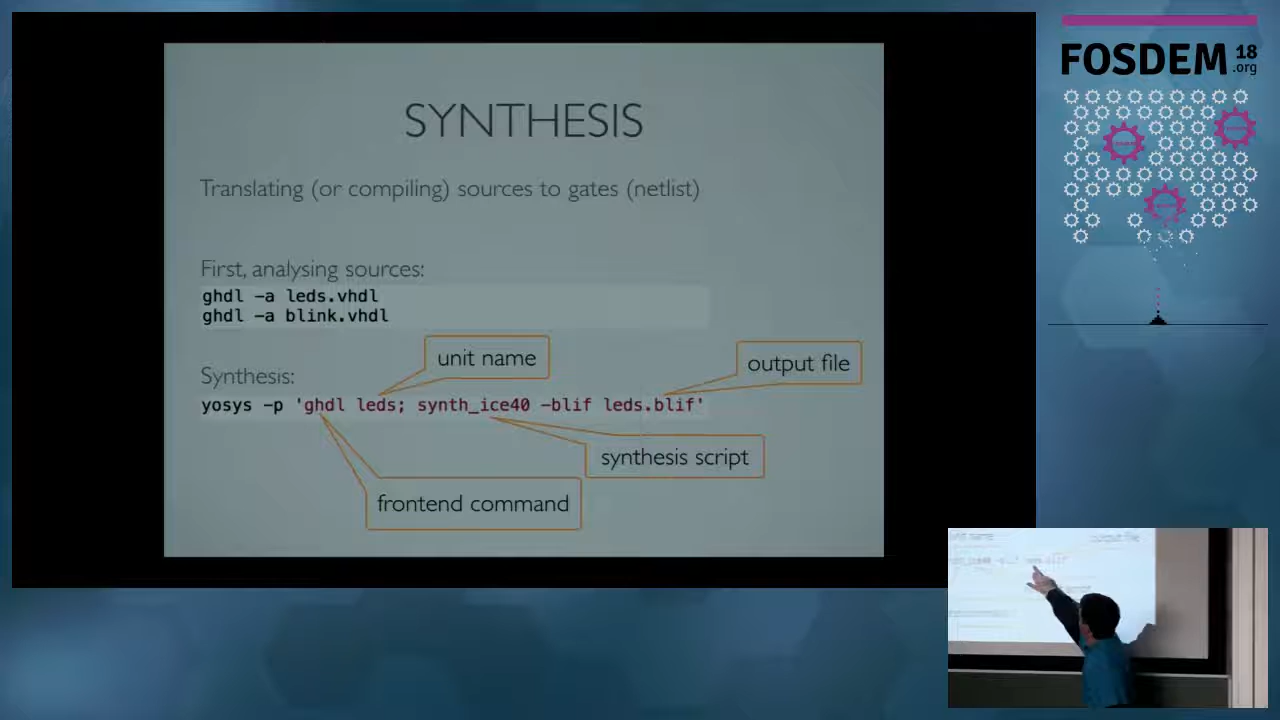 SYNTHESIS
Translating (or compiling) sources to gates (netlist)
First, analysing sources:
ghdl -a leds.vhdl
ghdl -a blink.vhdl
unit name
output file
Synthesis:
yosys -p 'ghdl leds; synth_ice40 -blif leds.blif'
synthesis script
frontend command
FOSDEM 18
.org